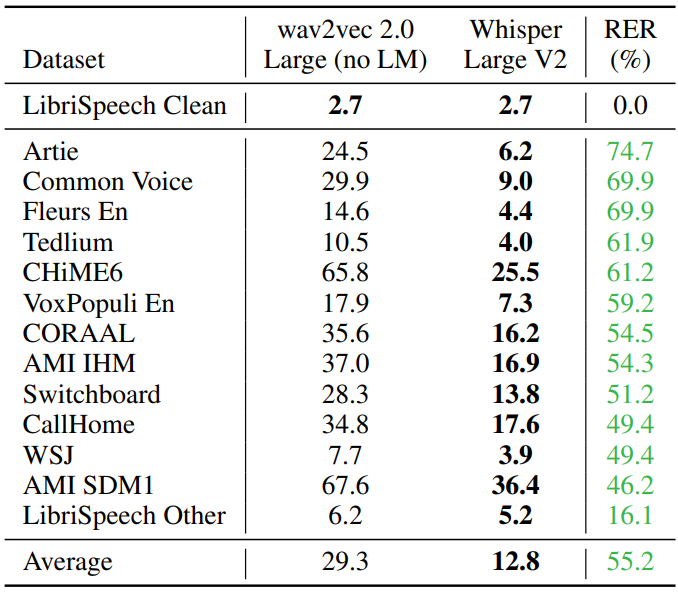 Dataset wav2vec 2.0 Large (no LM) Whisper Large V2 RER (%)
LibriSpeech Clean 2.7 2.7 0.0
Artie 24.5 6.2 74.7
Common Voice 29.9 9.0 69.9
Fleurs En 14.6 4.4 69.9
Tedlium 10.5 4.0 61.9
CHiME6 65.8 25.5 61.2
VoxPopuli En 17.9 7.3 59.2
CORAAL 35.6 16.2 54.5
AMI IHM 37.0 16.9 54.3
Switchboard 28.3 13.8 51.2
CallHome 34.8 17.6 49.4
WSJ 7.7 3.9 49.4
AMI SDM1 67.6 36.4 46.2
LibriSpeech Other 6.2 5.2 16.1
Average 29.3 12.8 55.2